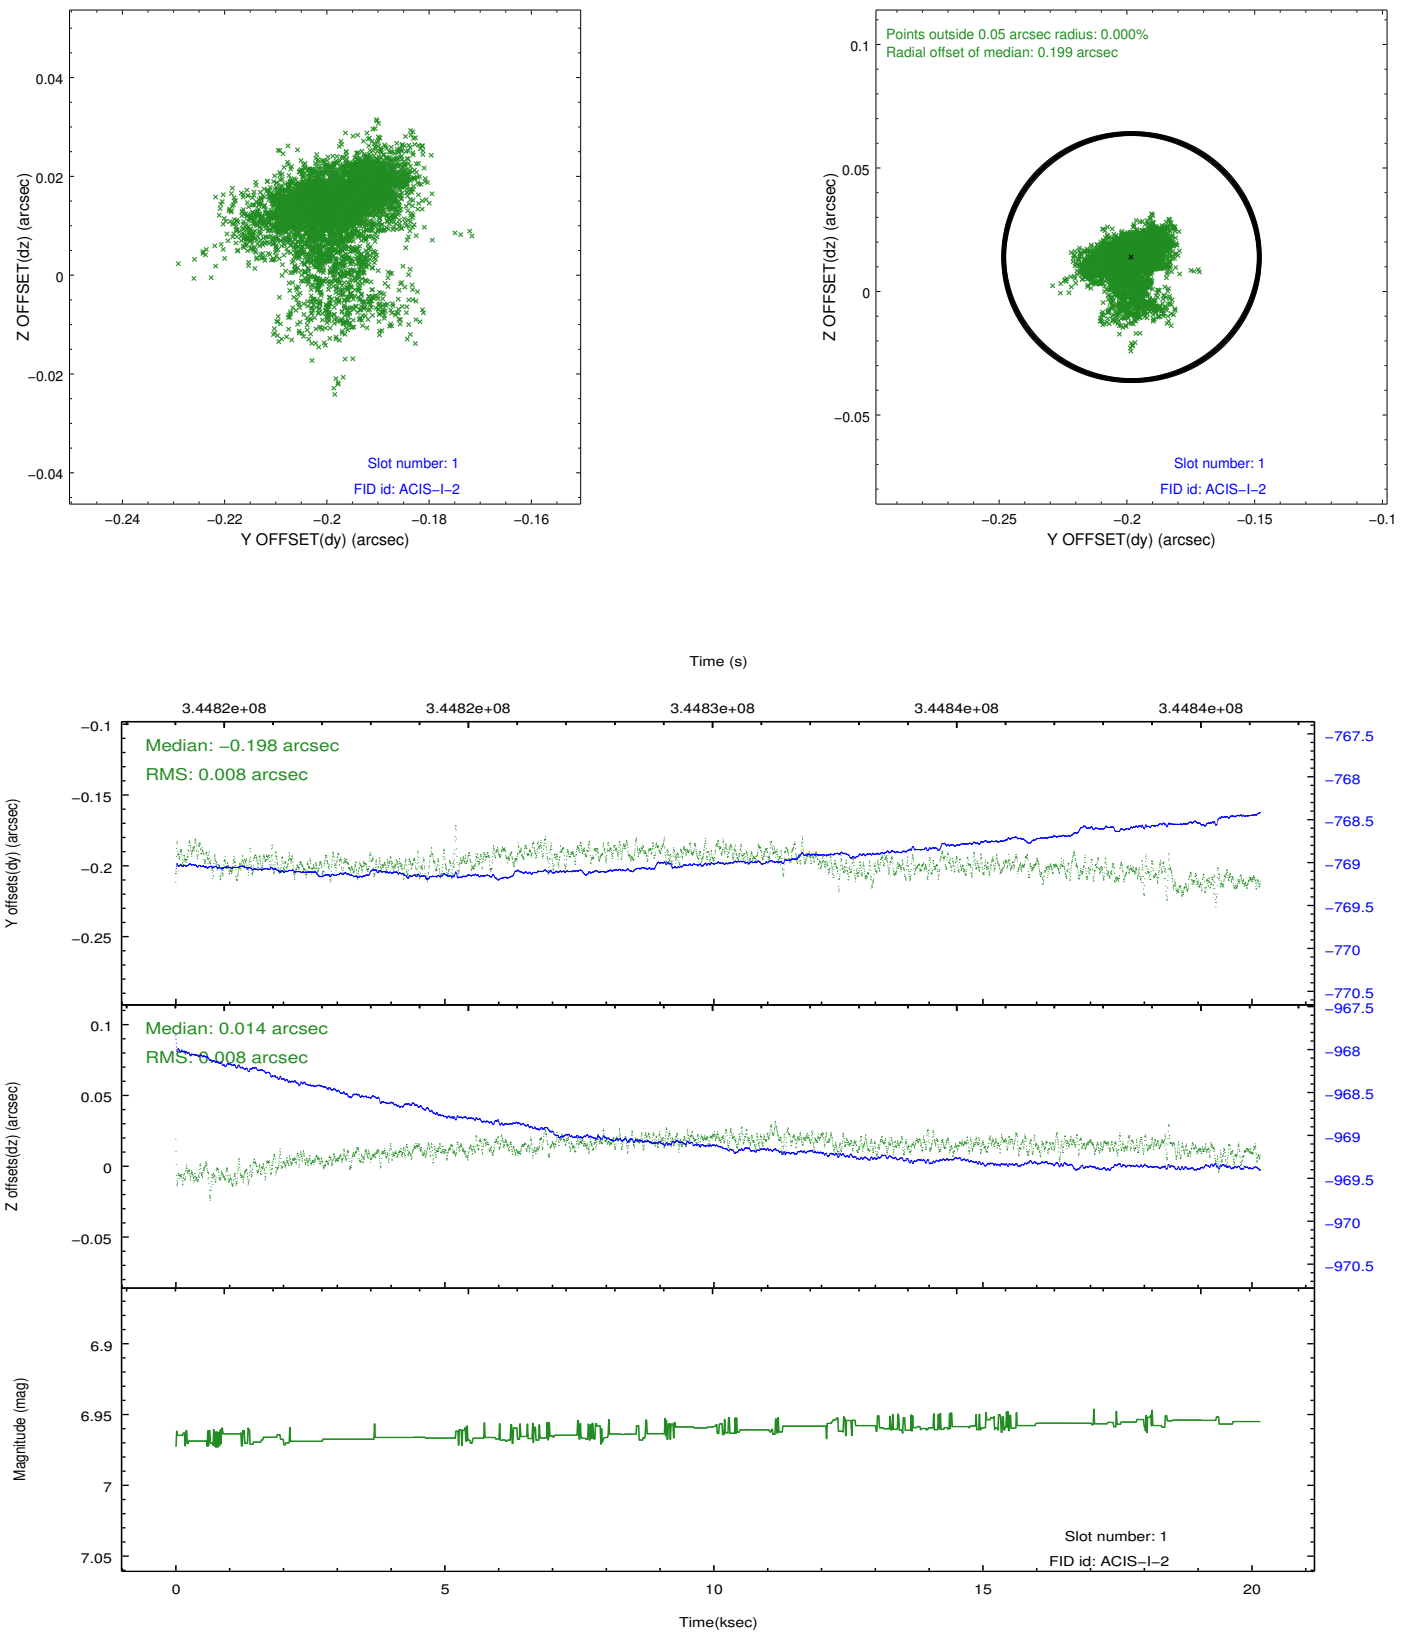 0.04
0.02
0
−0.02
−0.04
Z OFFSET(dz) (arcsec)
Slot number: 1
FID id: ACIS−I−2
−0.24
−0.22
−0.2
−0.18
−0.16
Y OFFSET(dy) (arcsec)
Points outside 0.05 arcsec radius: 0.000%
Radial offset of median: 0.199 arcsec
0.1
0.05
0
−0.05
Z OFFSET(dz) (arcsec)
Slot number: 1
FID id: ACIS−I−2
−0.25
−0.2
−0.15
−0.1
Y OFFSET(dy) (arcsec)
Time (s)
3.4482e+08
3.4482e+08
3.4483e+08
3.4484e+08
3.4484e+08
Median: −0.198 arcsec
RMS: 0.008 arcsec
−0.1
−0.15
−0.2
−0.25
Y offsets(dy) (arcsec)
−767.5
−768
−768.5
−769
−769.5
−770
−770.5
Median: 0.014 arcsec
RMS: 0.008 arcsec
0.1
0.05
0
−0.05
Z offsets(dz) (arcsec)
−967.5
−968
−968.5
−969
−969.5
−970
−970.5
6.9
6.95
7
7.05
Magnitude (mag)
Slot number: 1
FID id: ACIS−I−2
0
5
10
15
20
Time(ksec)